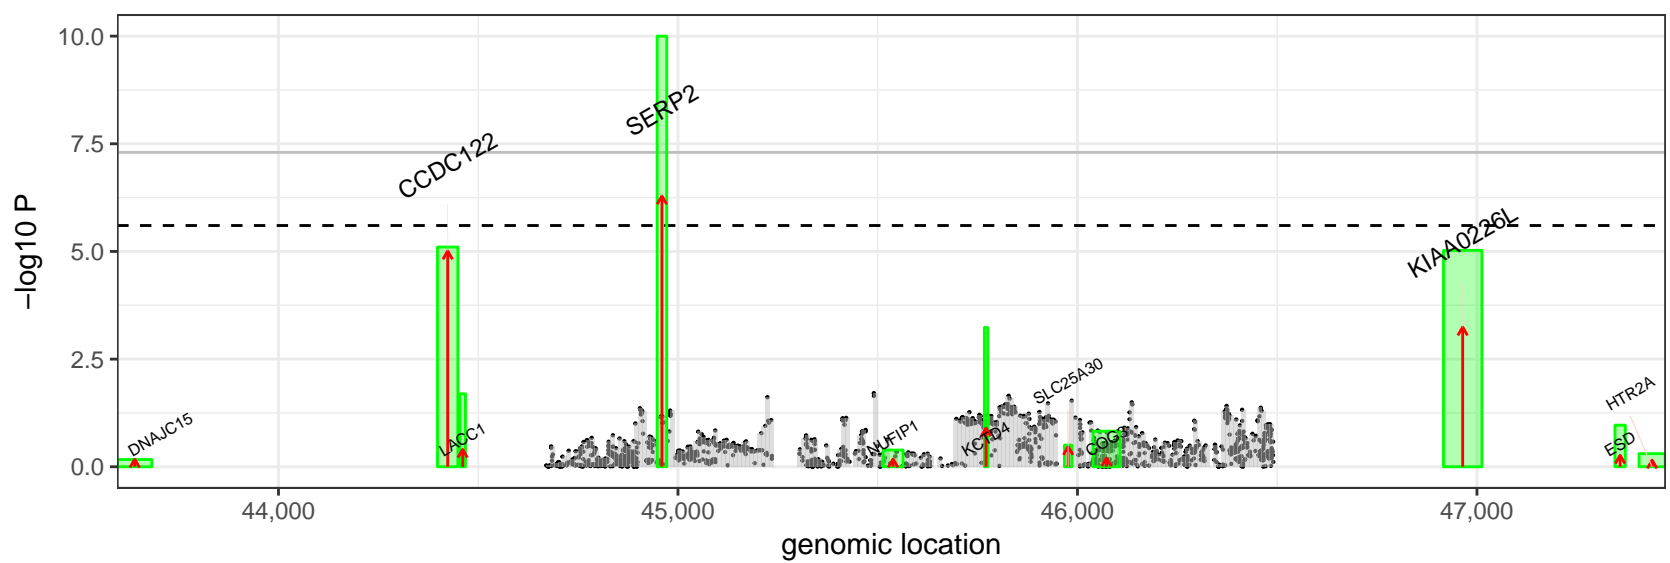 10.0
7.5
5.0
2.5
0.0
−log10 P
SERP2
CCDC122
KIAA0226L
SLC25A30
HTR2A
DNAJC15
LACC1
NUFIP1
KCTD4
COG3
ESD
44,000
45,000
46,000
47,000
genomic location